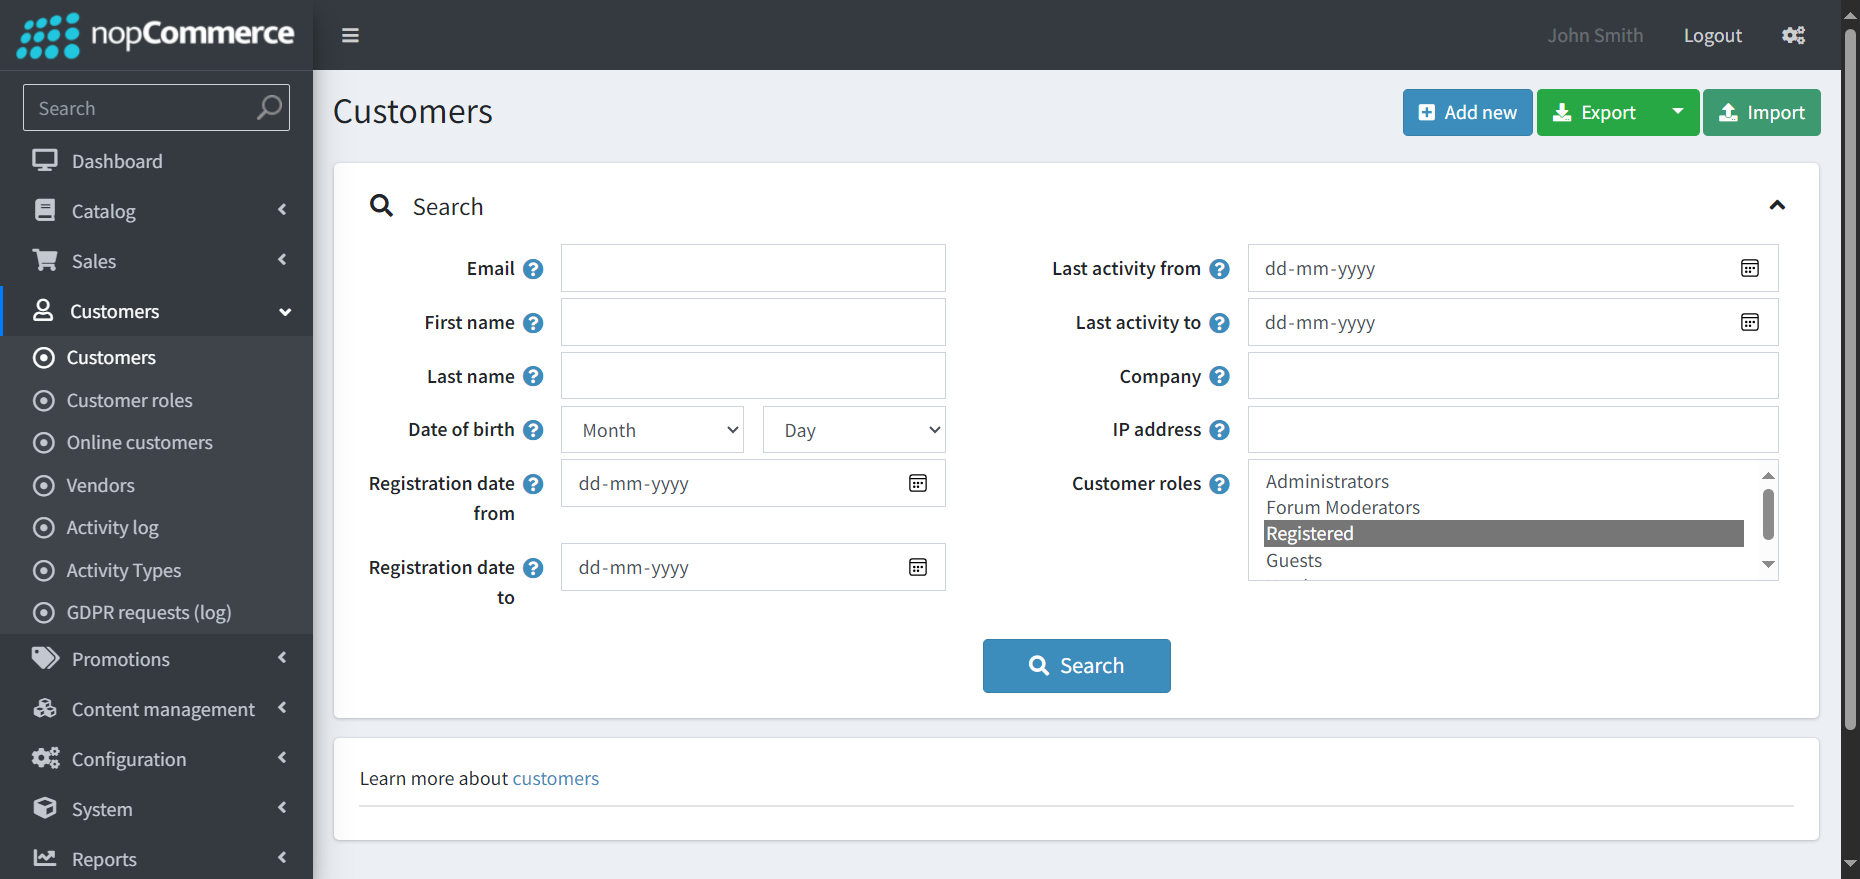 nopCommerce
John Smith
Logout
Search
Dashboard
Catalog
Sales
Customers
Customers
Customer roles
Online customers
Vendors
Activity log
Activity Types
GDPR requests (log)
Promotions
Content management
Configuration
System
Reports
Customers
Add new
Export
Import
Search
Email
First name
Last name
Date of birth
Month
Day
Registration date from
dd-mm-yyyy
Registration date to
dd-mm-yyyy
Last activity from
dd-mm-yyyy
Last activity to
dd-mm-yyyy
Company
IP address
Customer roles
Administrators
Forum Moderators
Registered
Guests
Search
Learn more about customers